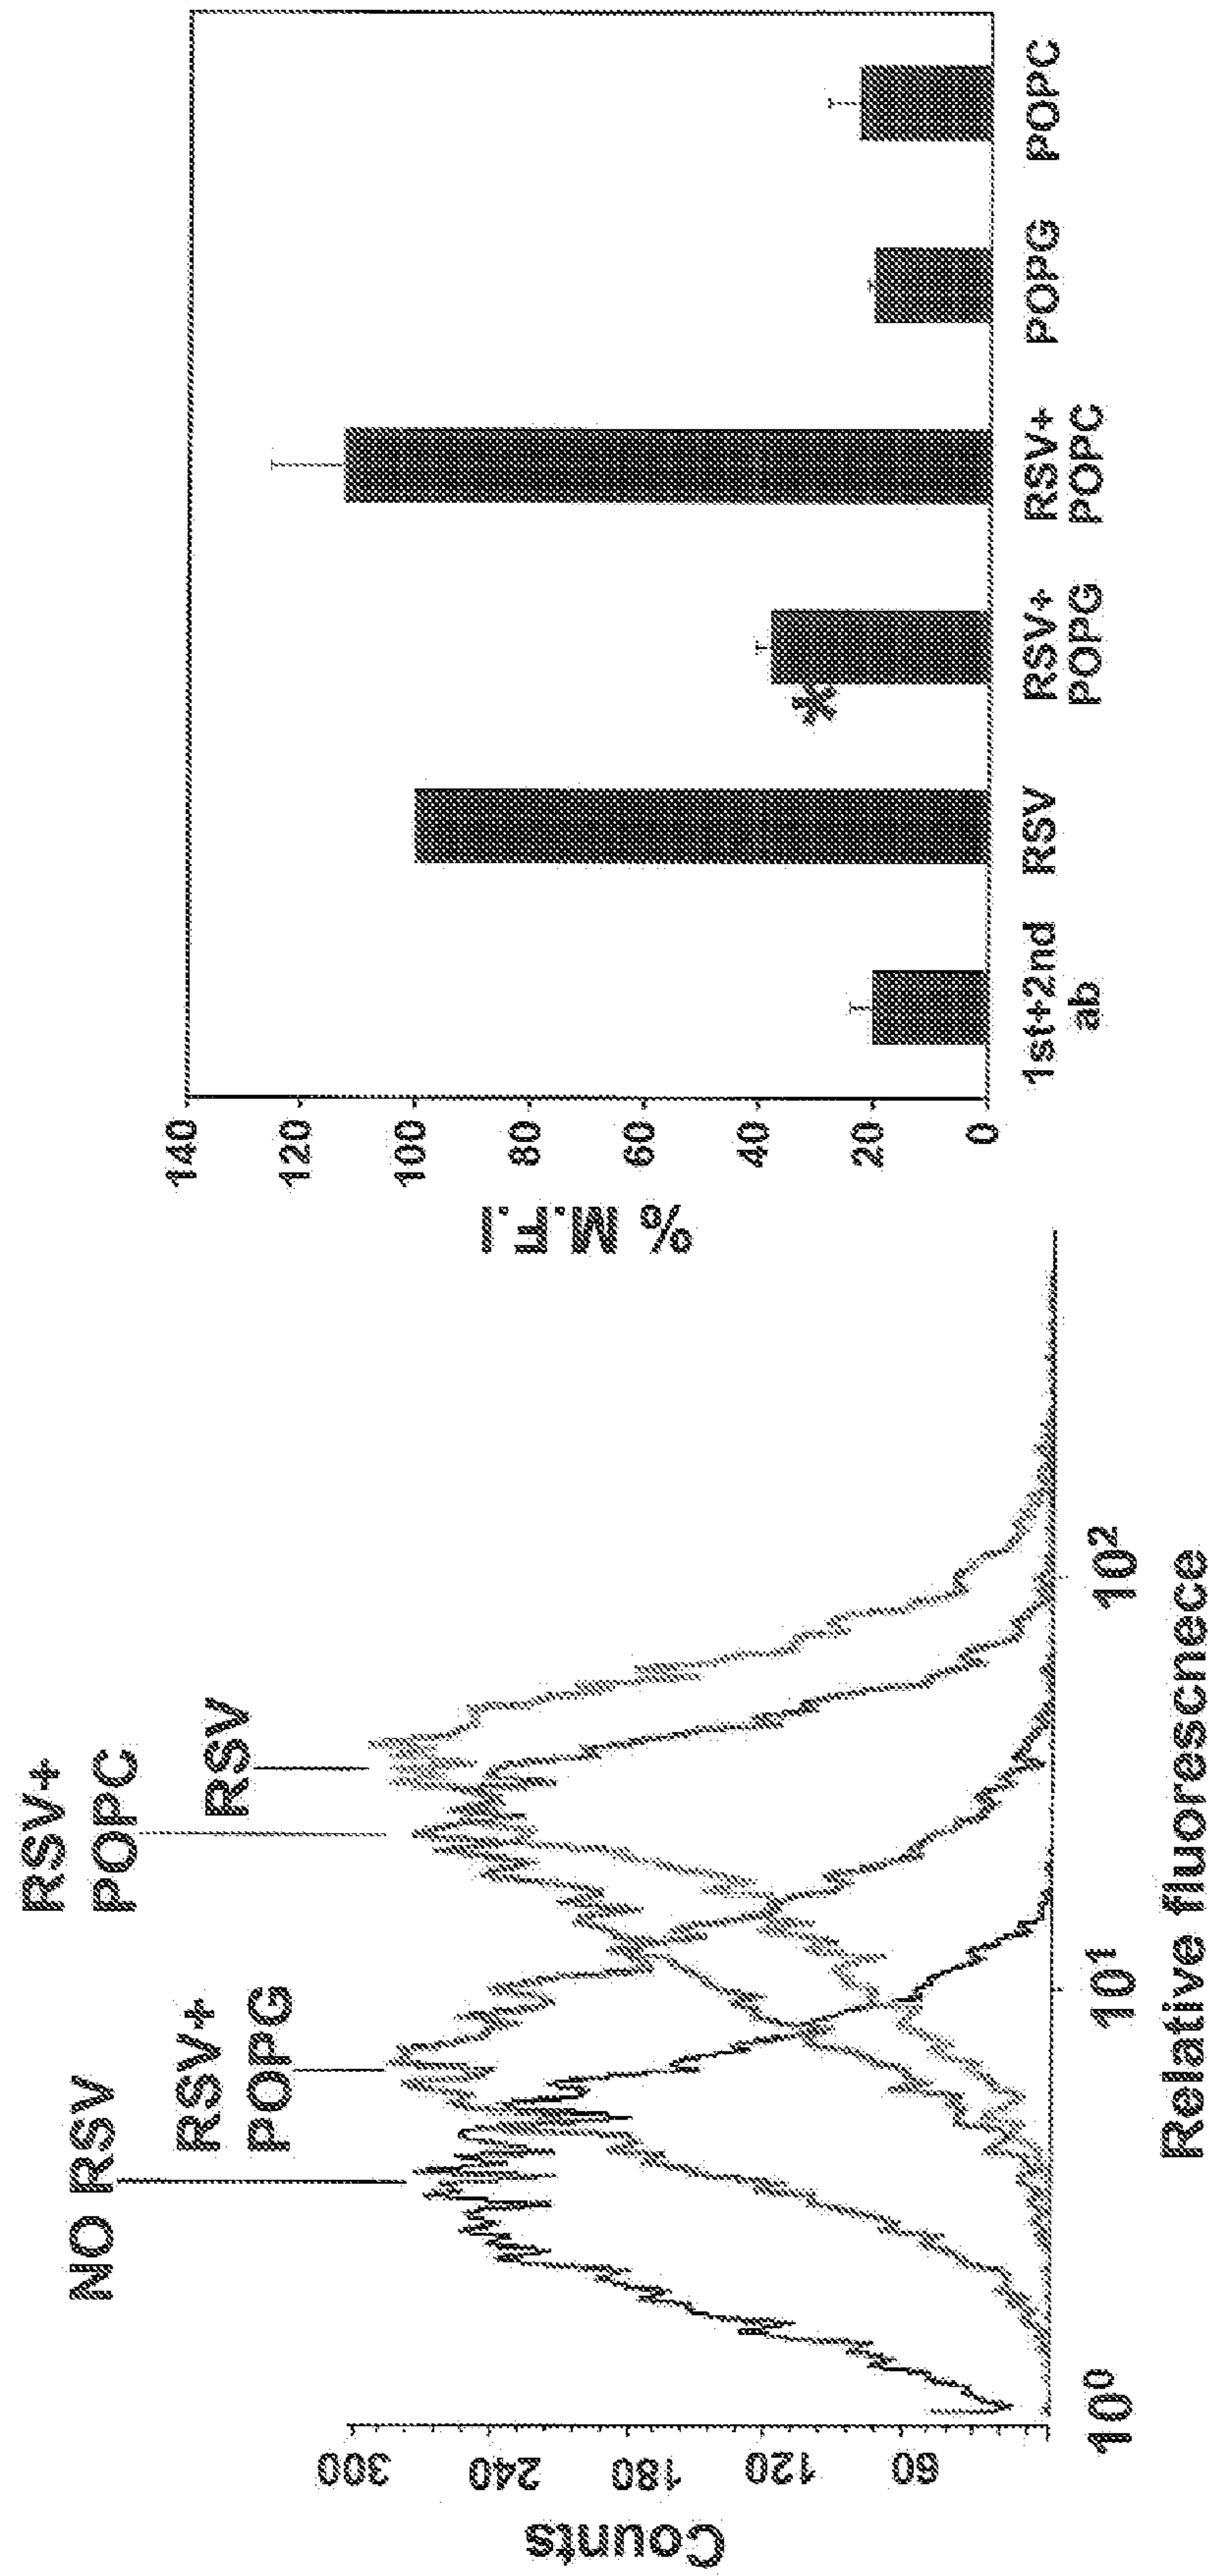 NO RSV
RSV+
POPG
RSV+
POPC
RSV
Counts
300
240
180
120
60
10⁰
10¹
10²
Relative fluorescnece
% M.F.I
140
120
100
80
60
40
20
0
*
1st+2nd
ab
RSV
RSV+
POPG
RSV+
POPC
POPG
POPC